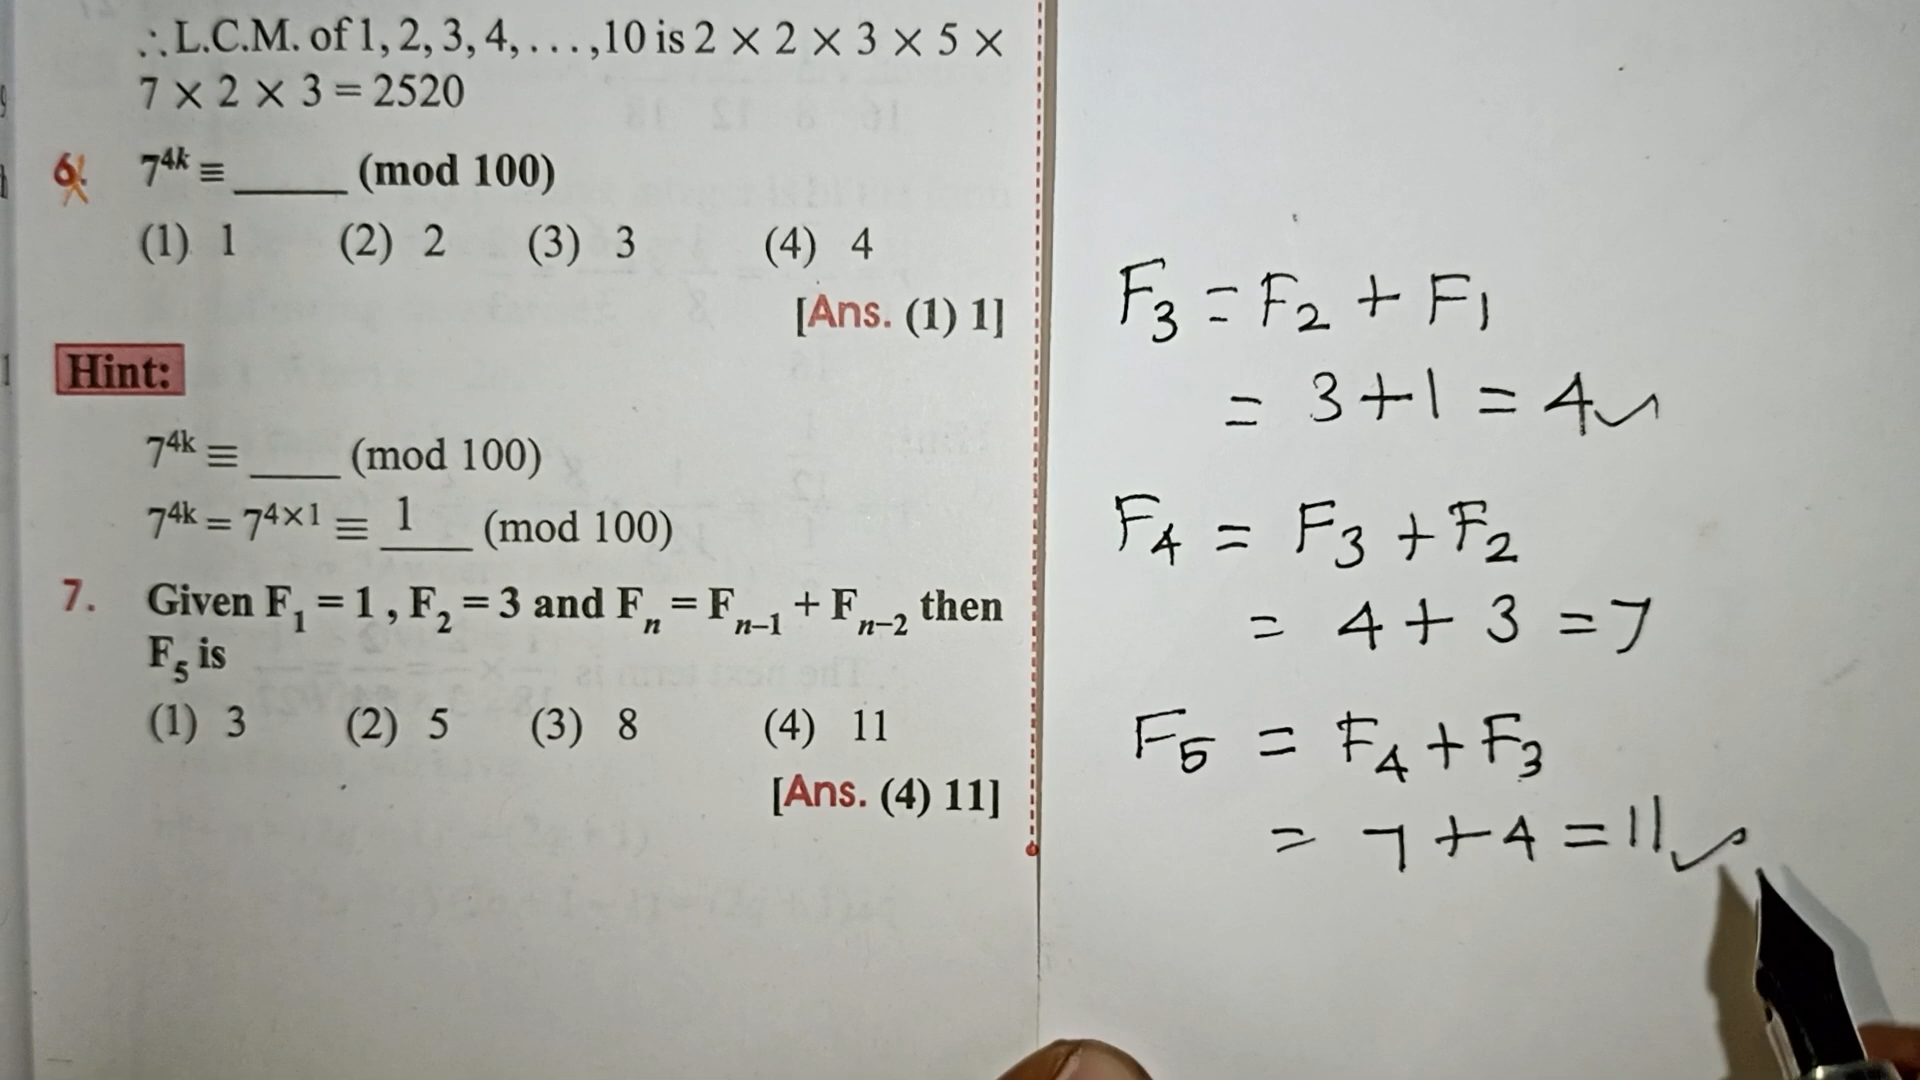 ∴ L.C.M. of 1, 2, 3, 4, . . . ,10 is 2 × 2 × 3 × 5 ×
7 × 2 × 3 = 2520
6. 7^4k ≡ _____ (mod 100)
(1) 1 (2) 2 (3) 3 (4) 4
[Ans. (1) 1]
Hint:
7^4k ≡ ____ (mod 100)
7^4k = 7^4×1 ≡ 1 (mod 100)
7. Given F₁ = 1 , F₂ = 3 and Fₙ = Fₙ₋₁ + Fₙ₋₂ then
F₅ is
(1) 3 (2) 5 (3) 8 (4) 11
[Ans. (4) 11]
F₃ = F₂ + F₁
= 3 + 1 = 4
F₄ = F₃ + F₂
= 4 + 3 = 7
F₅ = F₄ + F₃
= 7 + 4 = 11